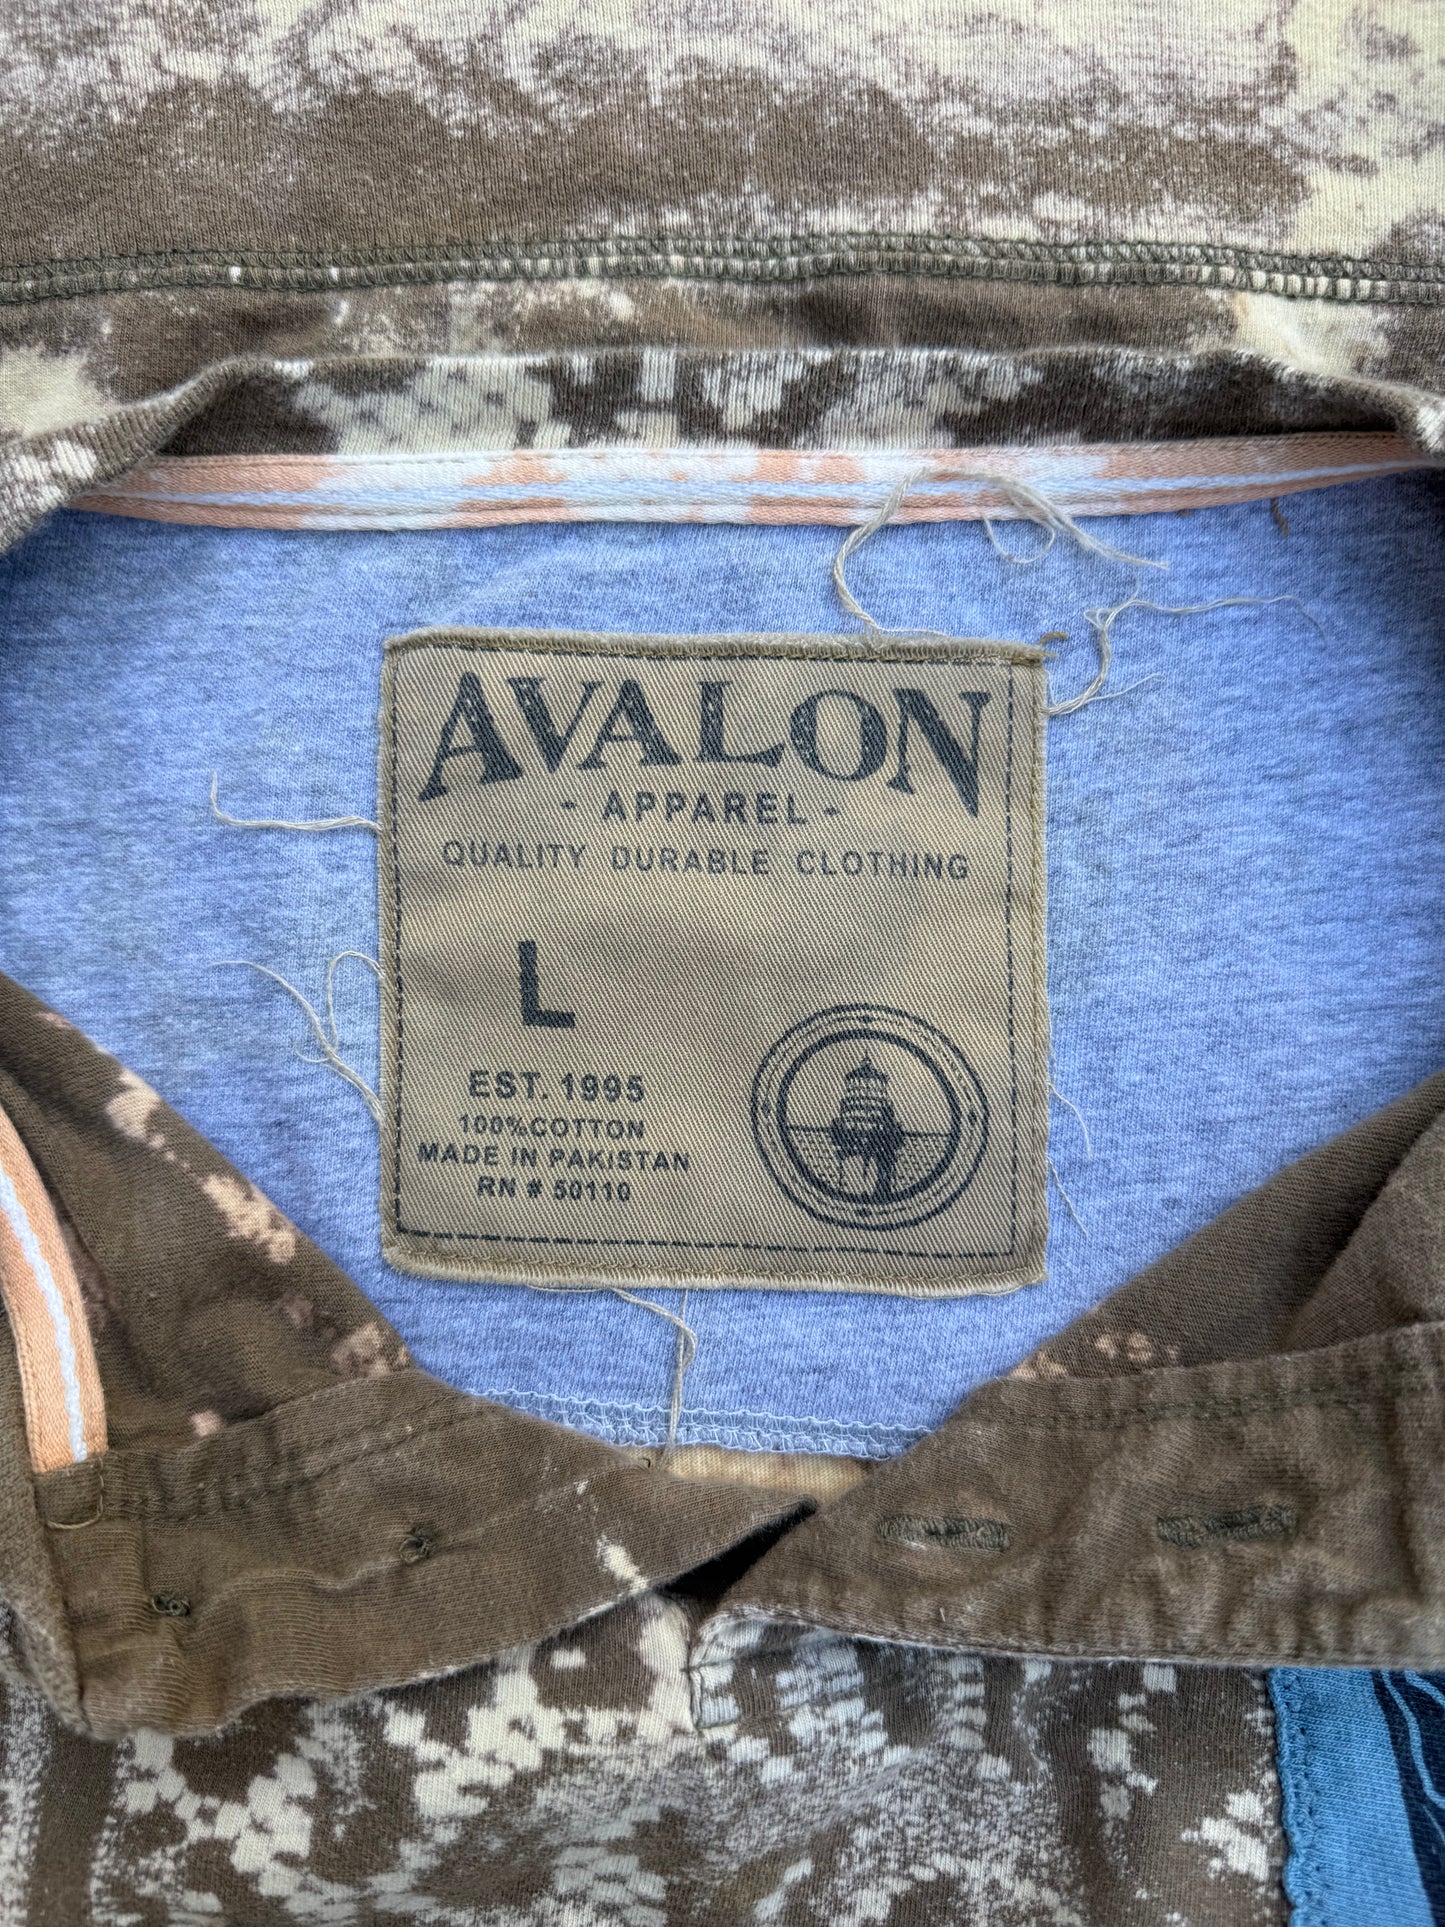 AVALON
- APPAREL -
QUALITY DURABLE CLOTHING
L
EST. 1995
100%COTTON
MADE IN PAKISTAN
RN # 50110